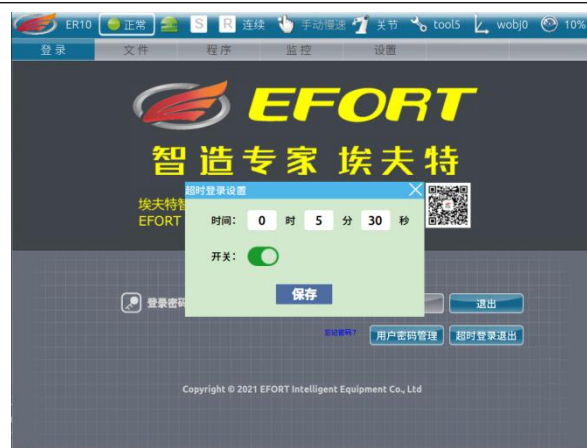 ER10 正常 S R 连续 手动慢速 关节 tool5 wobj0 10%
登录 文件 程序 监控 设置
EFORT
智造专家 埃夫特
埃夫特智
EFORT
超时登录设置
时间: 0 时 5 分 30 秒
开关:
保存
登录密码
退出
忘记密码?
用户密码管理 超时登录退出
Copyright © 2021 EFORT Intelligent Equipment Co., Ltd